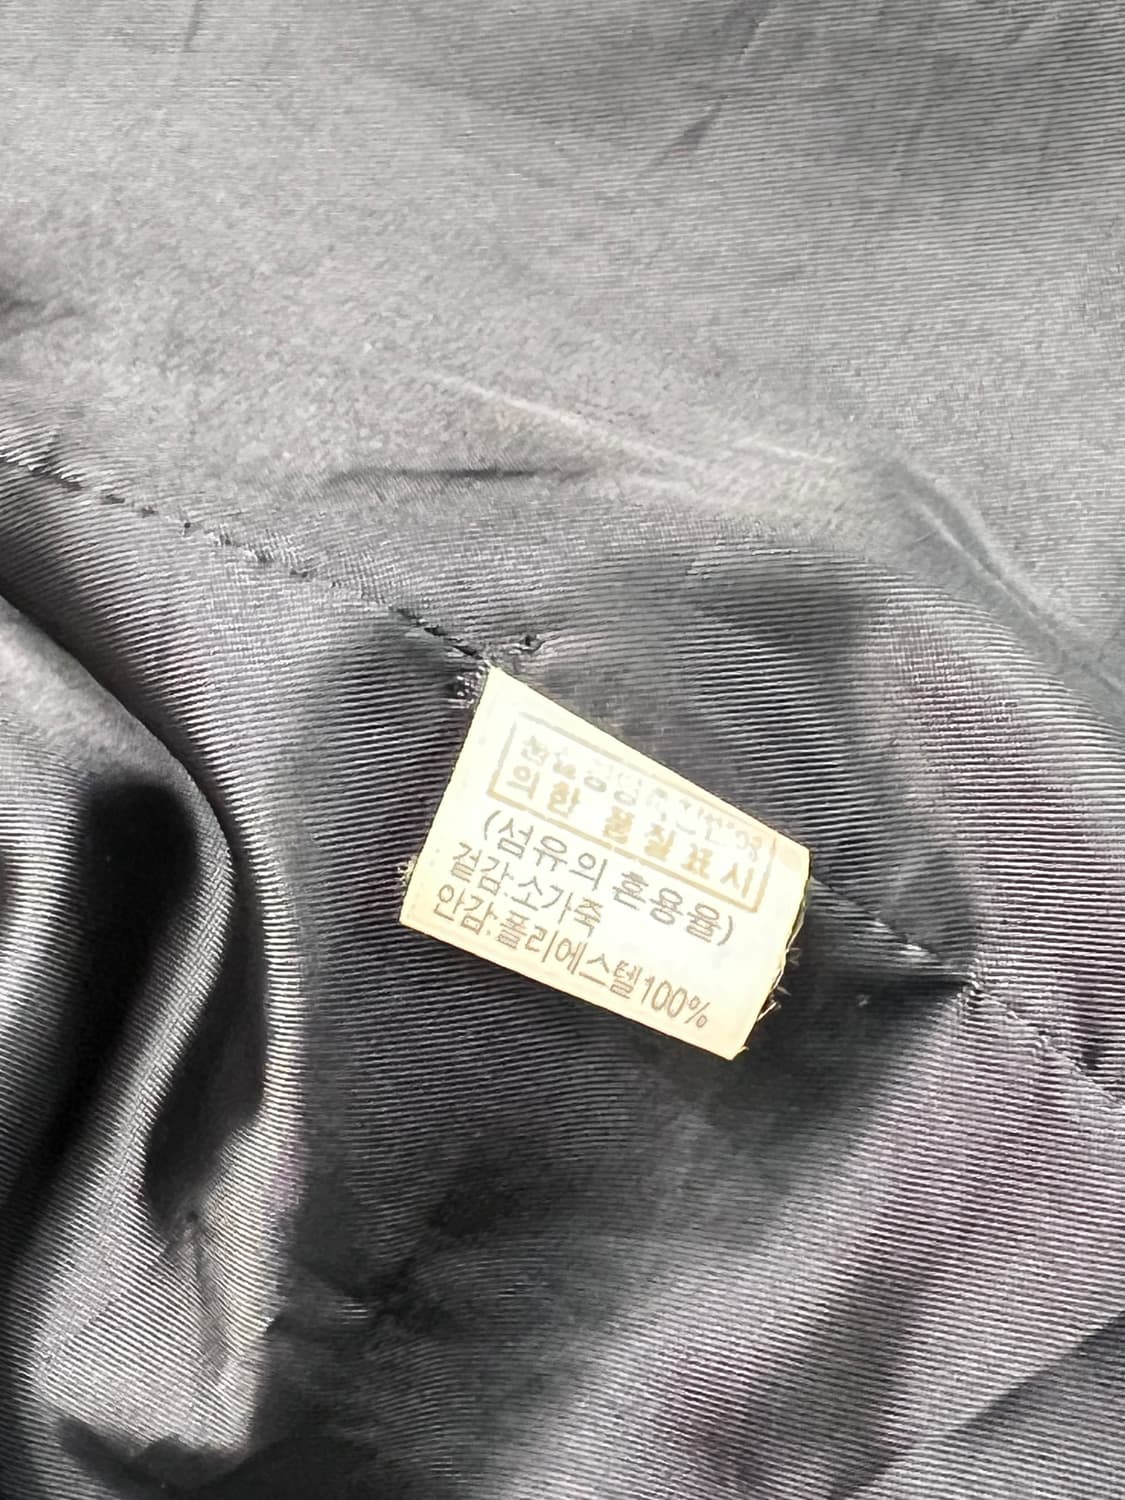 의한 품질표시
(섬유의 혼용율)
겉감:소가죽
안감:폴리에스텔100%